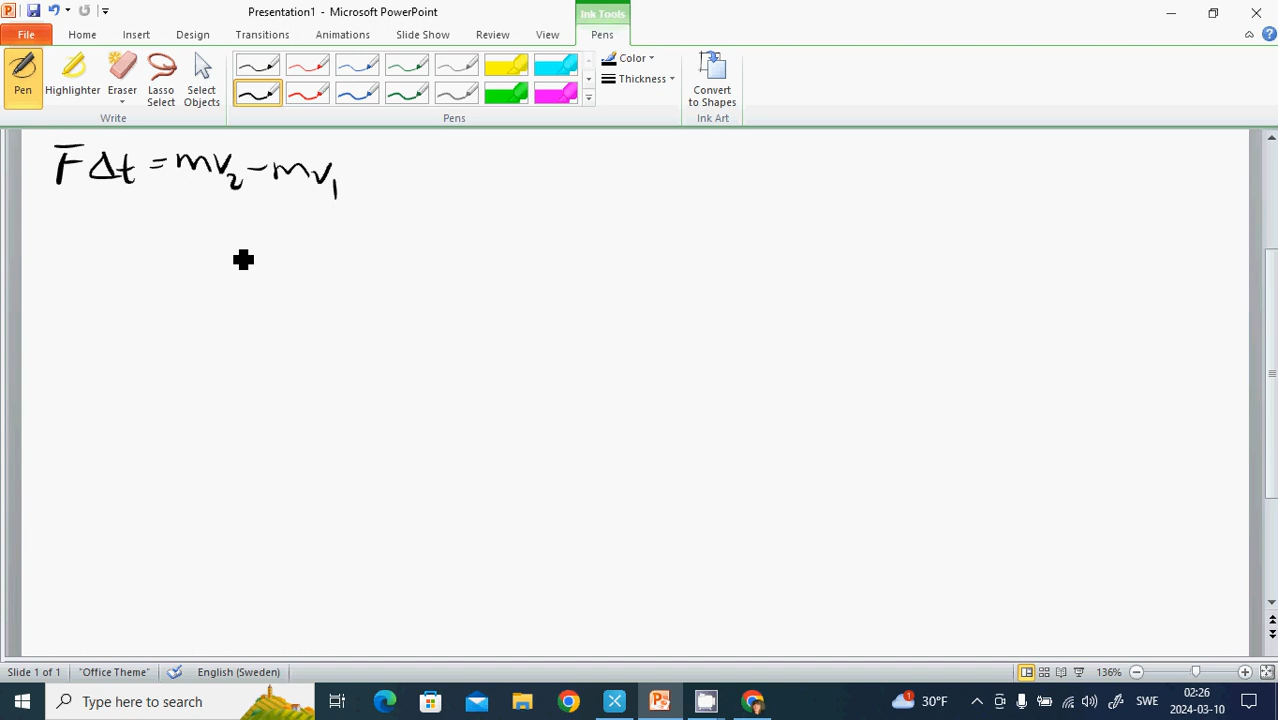 Presentation1 - Microsoft PowerPoint
Ink Tools
File Home Insert Design Transitions Animations Slide Show Review View Pens
Pen Highlighter Eraser Lasso Select Select Objects
Color
Thickness
Convert to Shapes
Write Pens Ink Art
F̅ Δt = mv₂ - mv₁
Slide 1 of 1 "Office Theme" English (Sweden) 136%
Type here to search 1 30°F SWE 02:26
2024-03-10